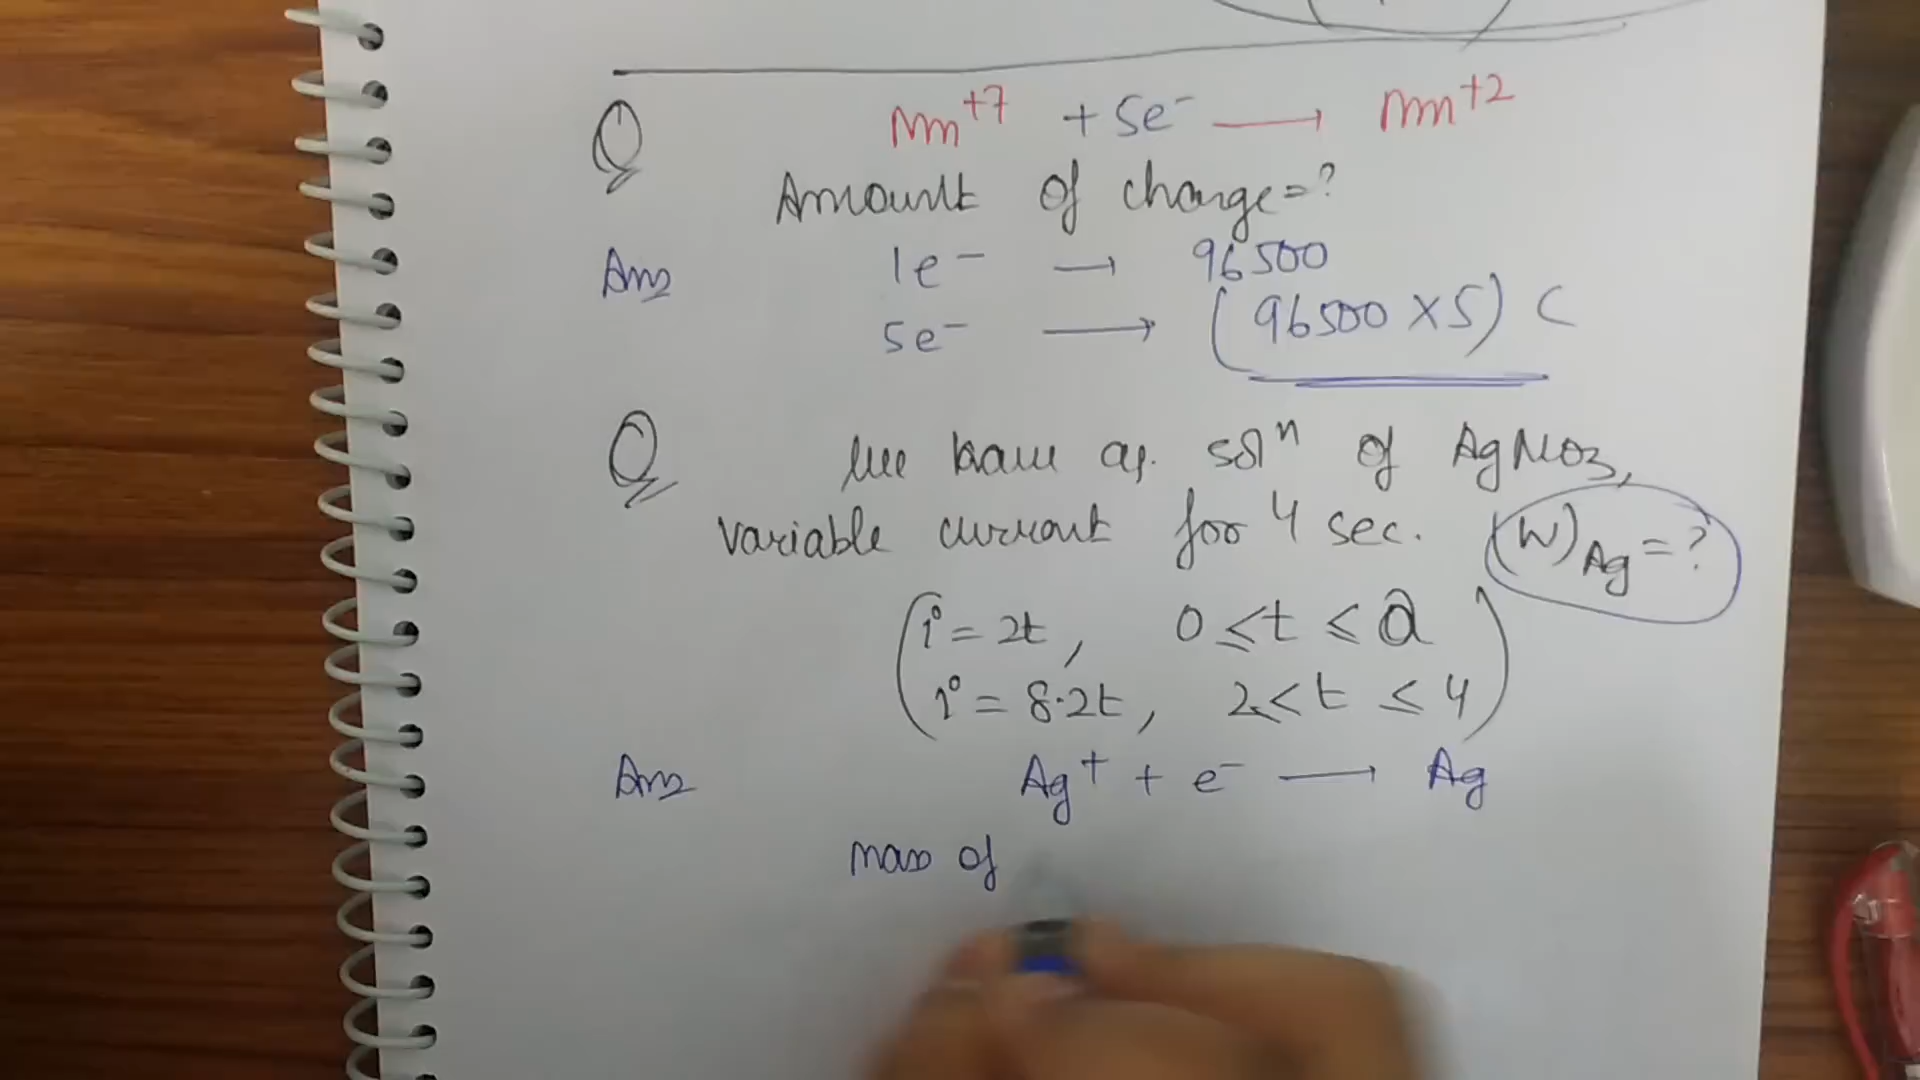 Q Mn+7 + 5e- → Mn+2
Amount of charge=?
Ans 1e- → 96500
5e- → (96500 X 5) C
Q We have aq. solⁿ of AgNO3,
variable current for 4 sec. (W)Ag=?
i = 2t, 0 ≤ t ≤ 2
i = 8.2t, 2 < t ≤ 4
Ans Ag+ + e- → Ag
mass of